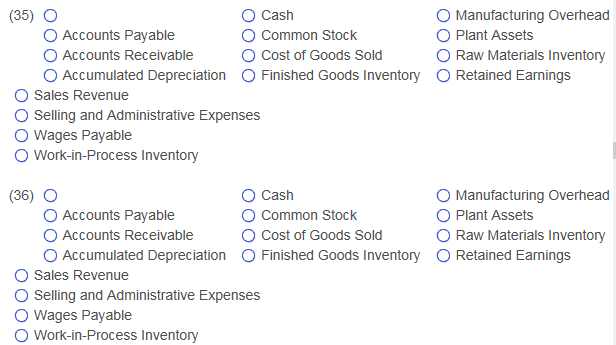 (35) Cash Manufacturing Overhead
Accounts Payable Common Stock Plant Assets
Accounts Receivable Cost of Goods Sold Raw Materials Inventory
Accumulated Depreciation Finished Goods Inventory Retained Earnings
Sales Revenue
Selling and Administrative Expenses
Wages Payable
Work-in-Process Inventory
(36) Cash Manufacturing Overhead
Accounts Payable Common Stock Plant Assets
Accounts Receivable Cost of Goods Sold Raw Materials Inventory
Accumulated Depreciation Finished Goods Inventory Retained Earnings
Sales Revenue
Selling and Administrative Expenses
Wages Payable
Work-in-Process Inventory